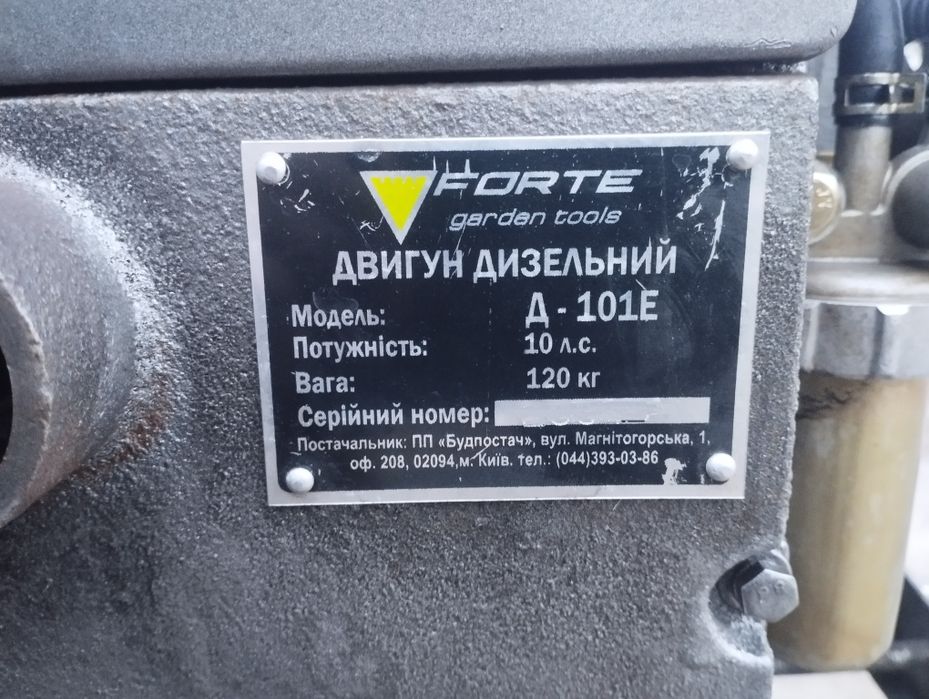 FORTE
garden tools
ДВИГУН ДИЗЕЛЬНИЙ
Модель: Д - 101Е
Потужність: 10 л.с.
Вага: 120 кг
Серійний номер:
Постачальник: ПП «Будпостач», вул. Магнітогорська, 1,
оф. 208, 02094,м. Київ. тел.: (044)393-03-86